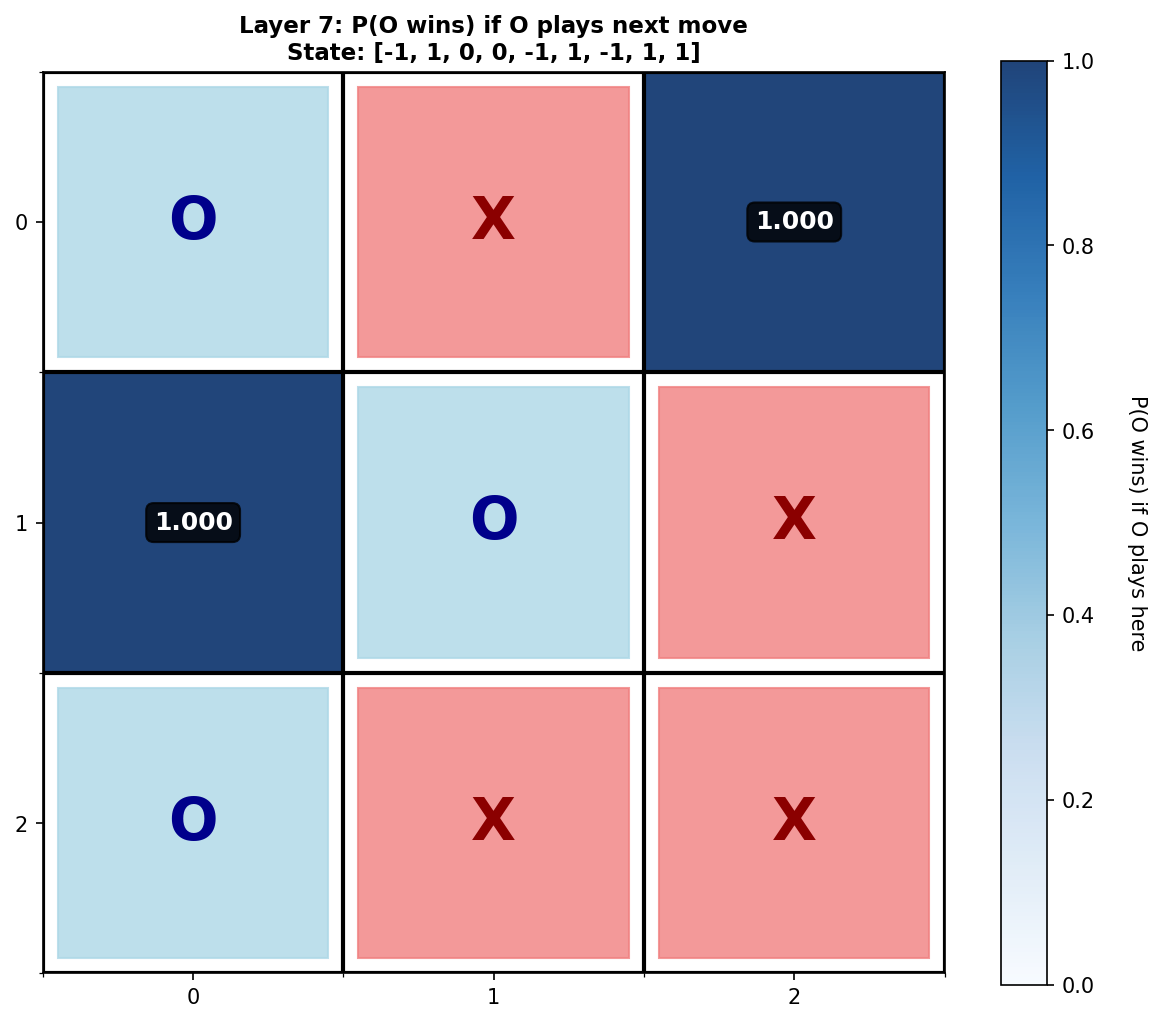 Layer 7: P(O wins) if O plays next move
State: [-1, 1, 0, 0, -1, 1, -1, 1, 1]
0
O
X
1.000
1
1.000
O
X
2
O
X
X
0
1
2
1.0
0.8
0.6
0.4
0.2
0.0
P(O wins) if O plays here